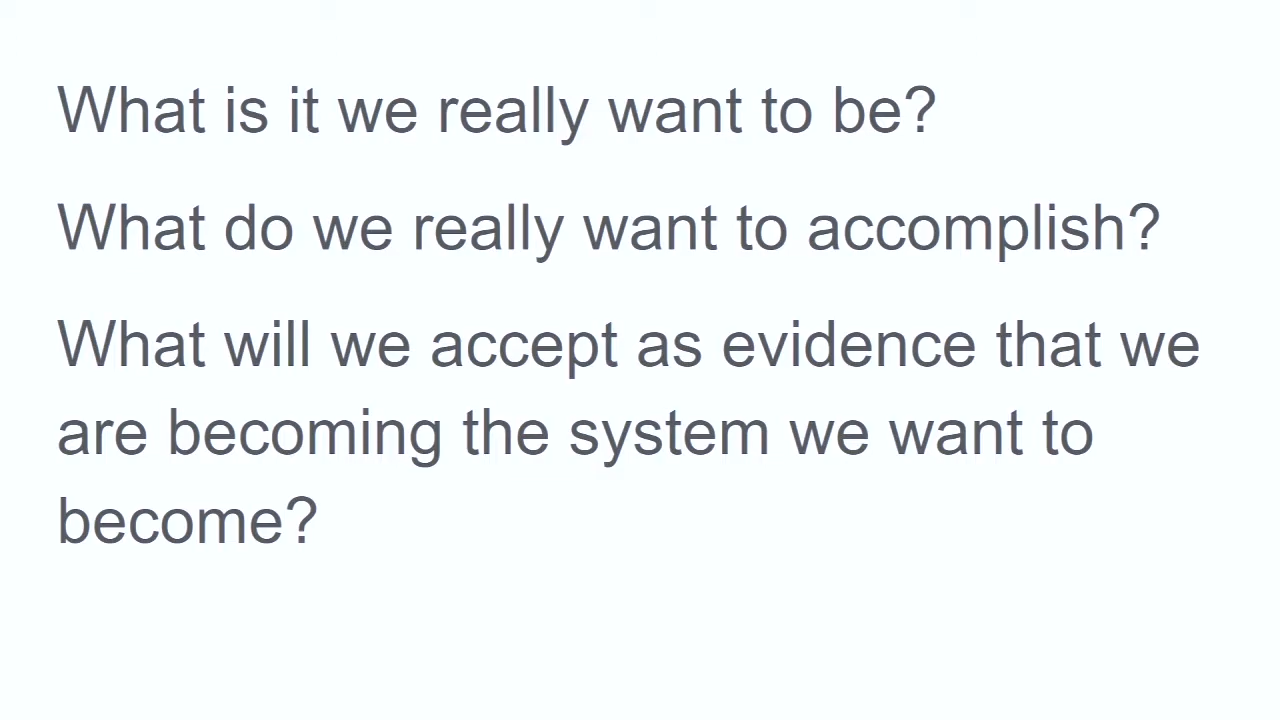 What is it we really want to be?
What do we really want to accomplish?
What will we accept as evidence that we
are becoming the system we want to
become?